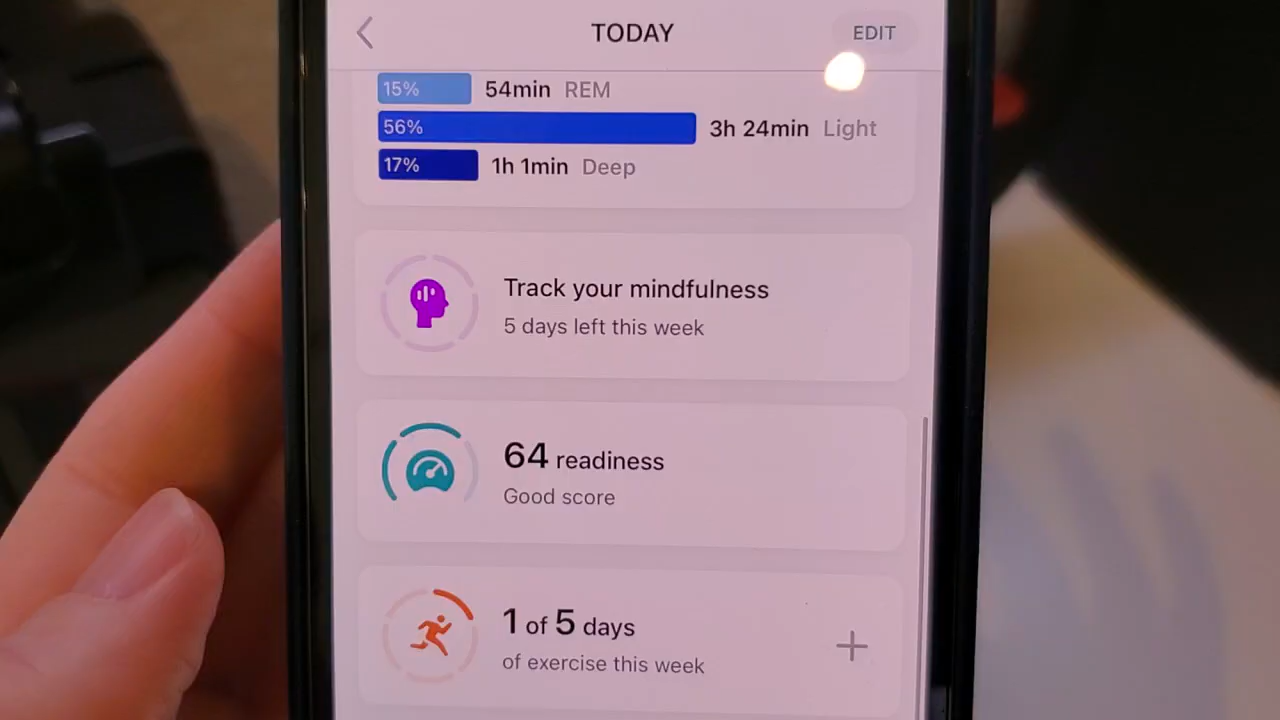 TODAY
EDIT
15% 54min REM
56% 3h 24min Light
17% 1h 1min Deep
Track your mindfulness
5 days left this week
64 readiness
Good score
1 of 5 days
of exercise this week